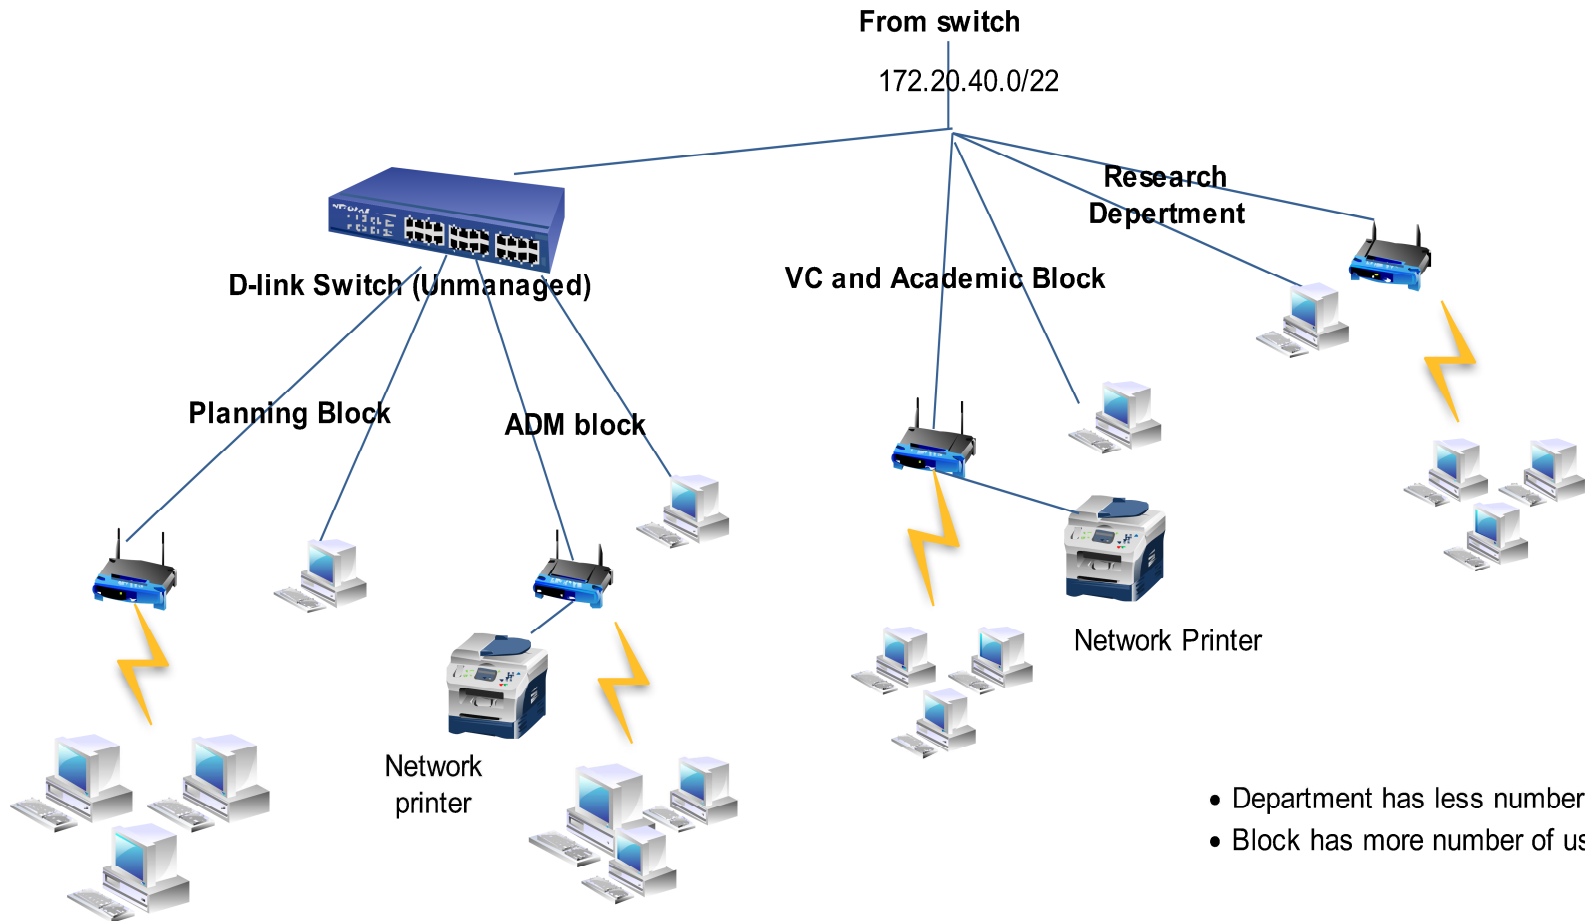 From switch
172.20.40.0/22
Research
Depertment
D-link Switch (Unmanaged)
VC and Academic Block
Planning Block
ADM block
Network Printer
Network
printer
• Department has less number
• Block has more number of us